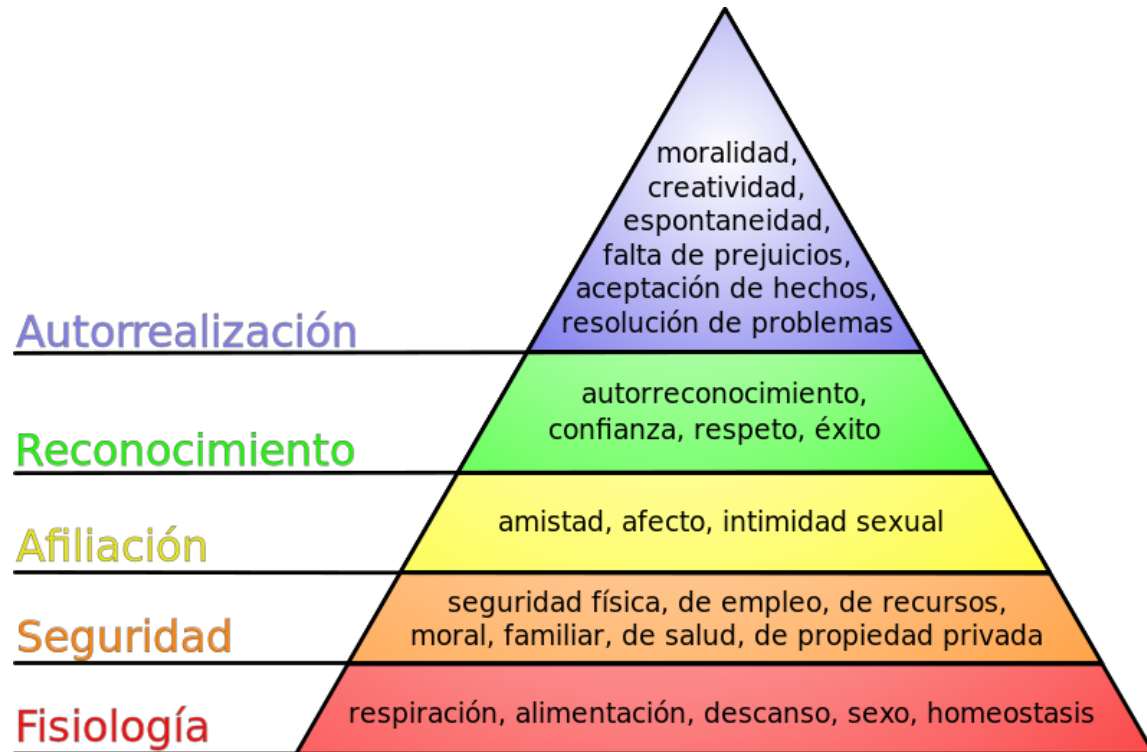 moralidad,
creatividad,
espontaneidad,
falta de prejuicios,
aceptación de hechos,
resolución de problemas
Autorrealización
autorreconocimiento,
confianza, respeto, éxito
Reconocimiento
amistad, afecto, intimidad sexual
Afiliación
seguridad física, de empleo, de recursos,
moral, familiar, de salud, de propiedad privada
Seguridad
respiración, alimentación, descanso, sexo, homeostasis
Fisiología